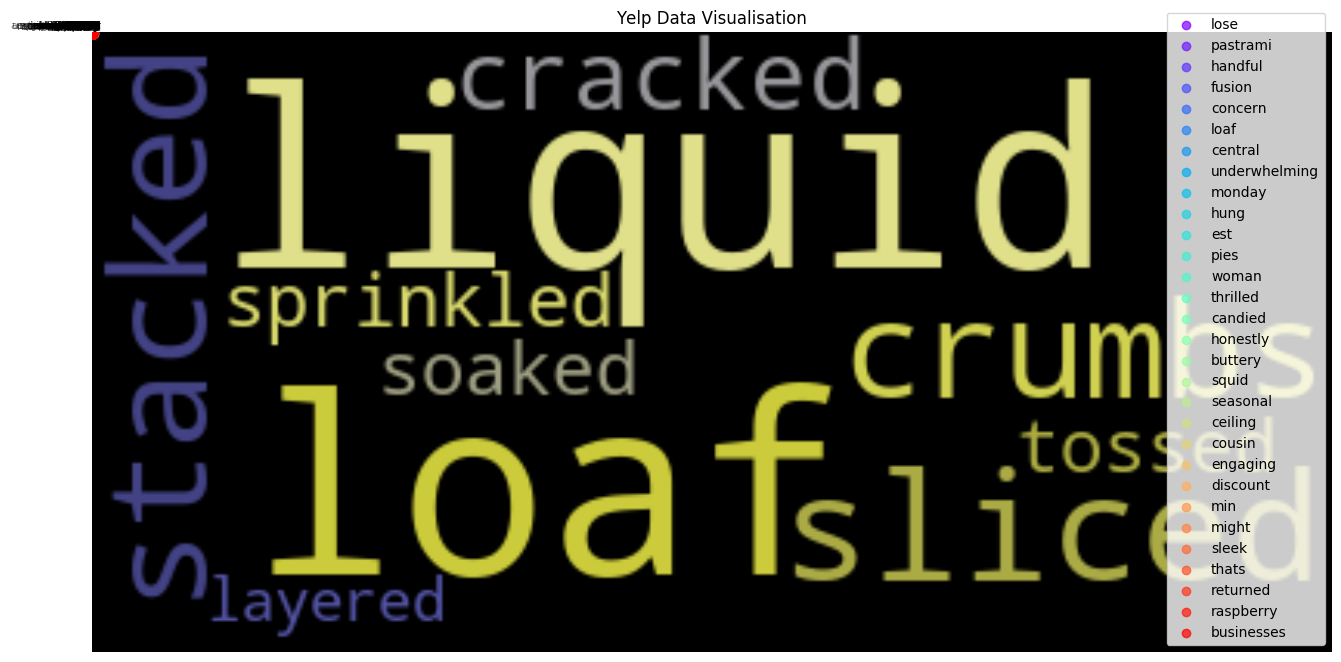 Yelp Data Visualisation
stacked
cracked
liquid
sprinkled
soaked
crumbs
loaf
tossed
sliced
layered
lose
pastrami
handful
fusion
concern
loaf
central
underwhelming
monday
hung
est
pies
woman
thrilled
candied
honestly
buttery
squid
seasonal
ceiling
cousin
engaging
discount
min
might
sleek
thats
returned
raspberry
businesses